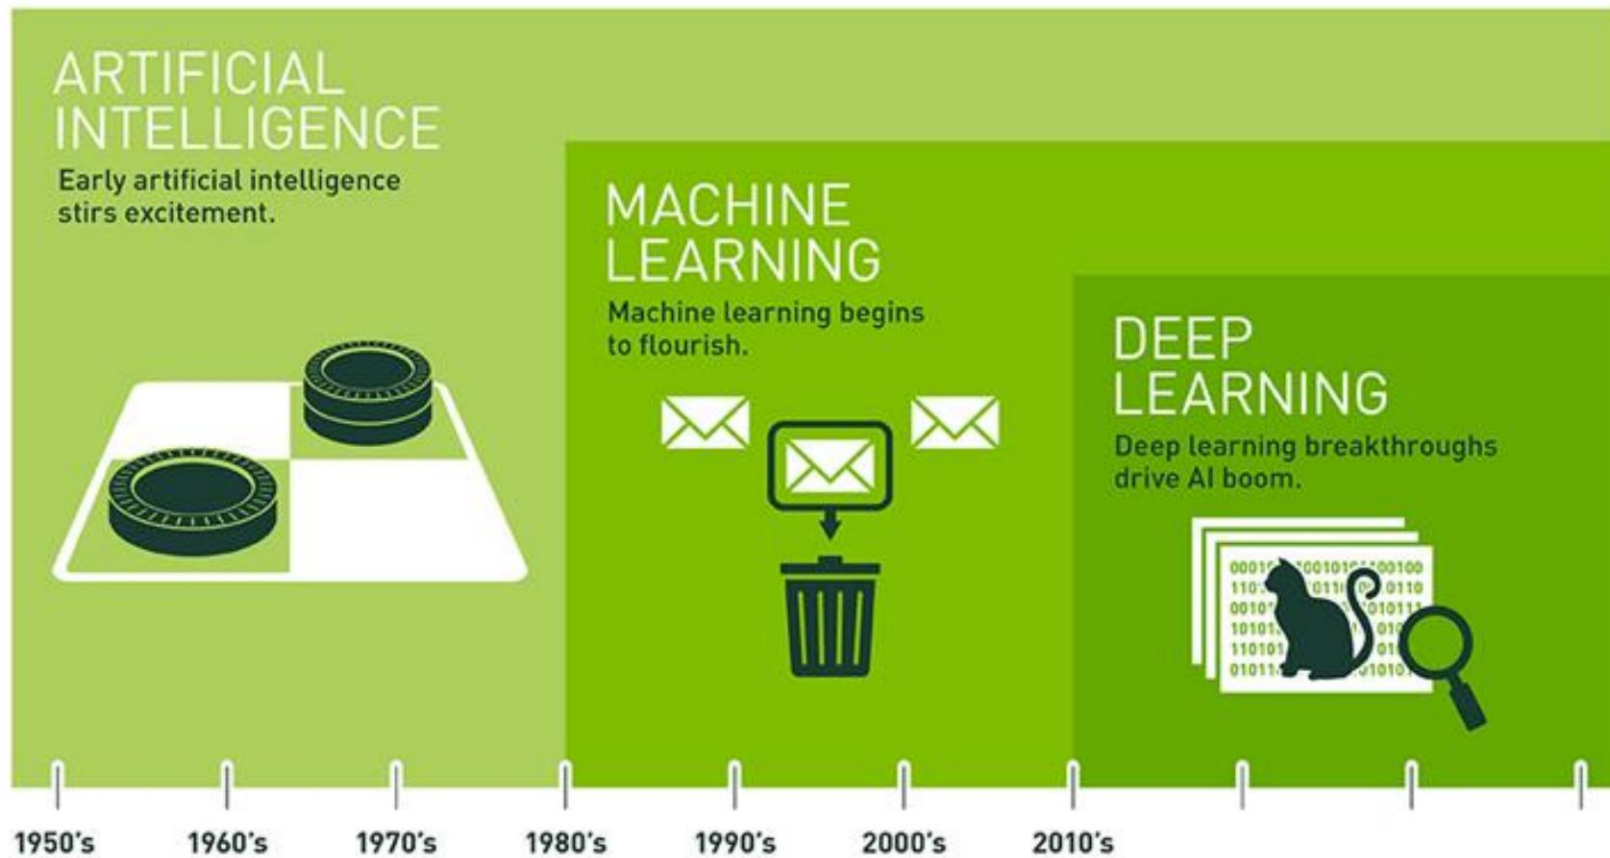 ARTIFICIAL
INTELLIGENCE
Early artificial intelligence
stirs excitement.
MACHINE
LEARNING
Machine learning begins
to flourish.
DEEP
LEARNING
Deep learning breakthroughs
drive AI boom.
1950's 1960's 1970's 1980's 1990's 2000's 2010's